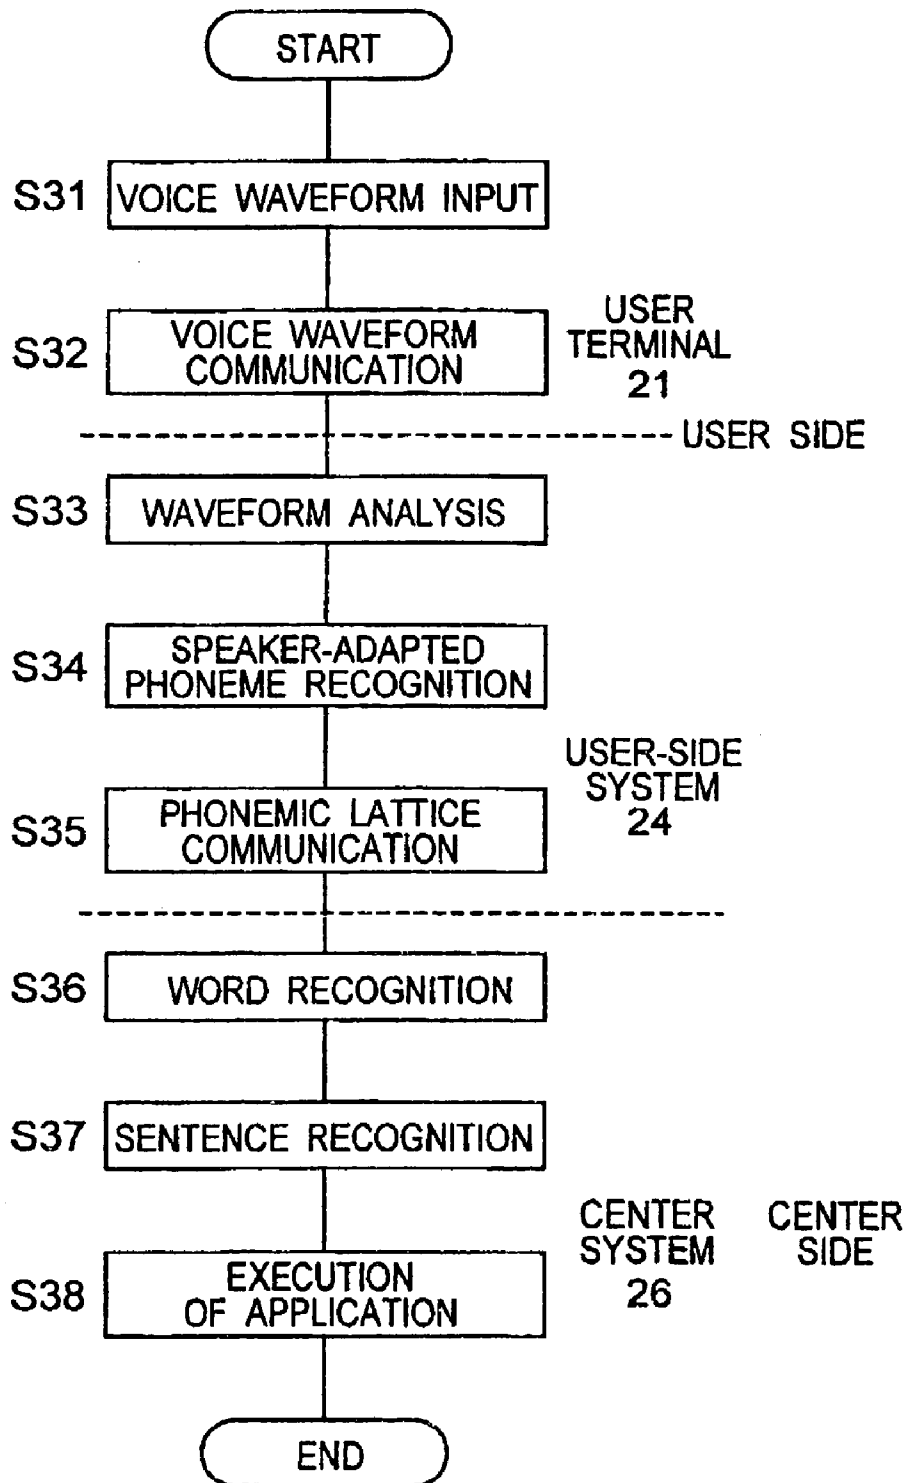 START
S31 VOICE WAVEFORM INPUT
S32 VOICE WAVEFORM
COMMUNICATION
USER
TERMINAL
21
USER SIDE
S33 WAVEFORM ANALYSIS
S34 SPEAKER-ADAPTED
PHONEME RECOGNITION
S35 PHONEMIC LATTICE
COMMUNICATION
USER-SIDE
SYSTEM
24
S36 WORD RECOGNITION
S37 SENTENCE RECOGNITION
S38 EXECUTION
OF APPLICATION
CENTER
SYSTEM
26
CENTER
SIDE
END